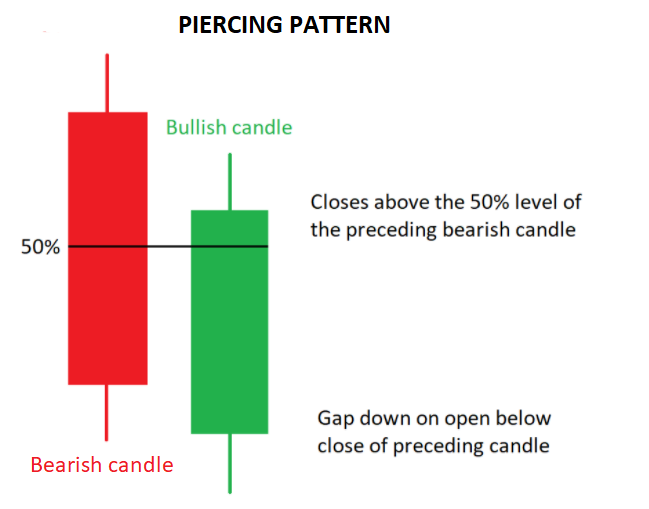 PIERCING PATTERN
Bullish candle
Closes above the 50% level of
the preceding bearish candle
50%
Gap down on open below
close of preceding candle
Bearish candle